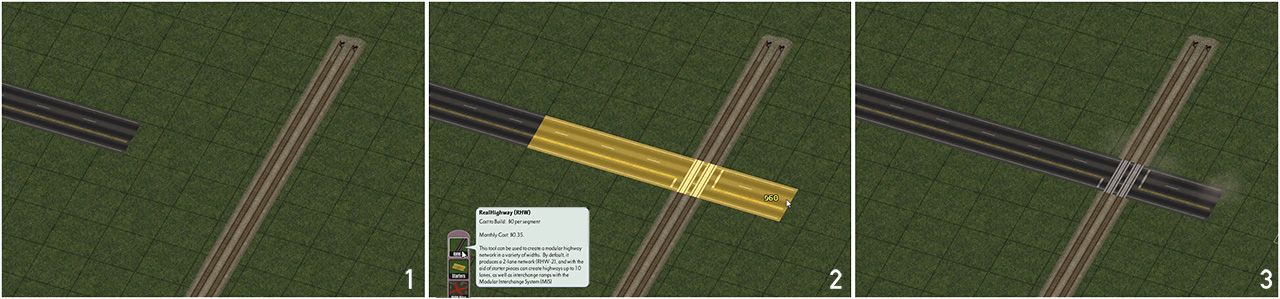 960
RealHighway (RHW)
Cost to Build: $0 per segment
Monthly Cost: $0.35.
This tool can be used to create a modular highway
network in a variety of widths. By default, it
produces a 2-lane network (RHW-2), and with the
aid of starter pieces can create highways up to 10
lanes, as well as interchange ramps with the
Modular Interchange System (MIS)
RHW
Starters
1
2
3